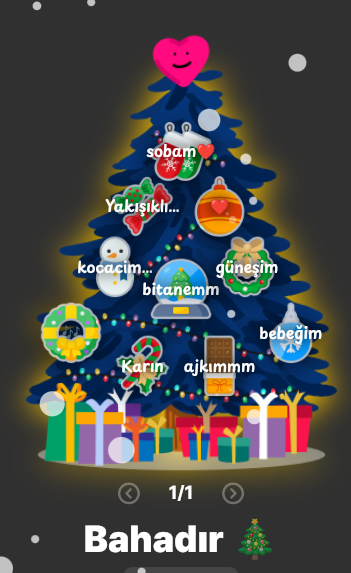 sobam❤️
Yakışıklı...
kocacim...
güneşim
bitanemm
bebeğim
Karın
ajkımmm
1/1
Bahadır 🎄